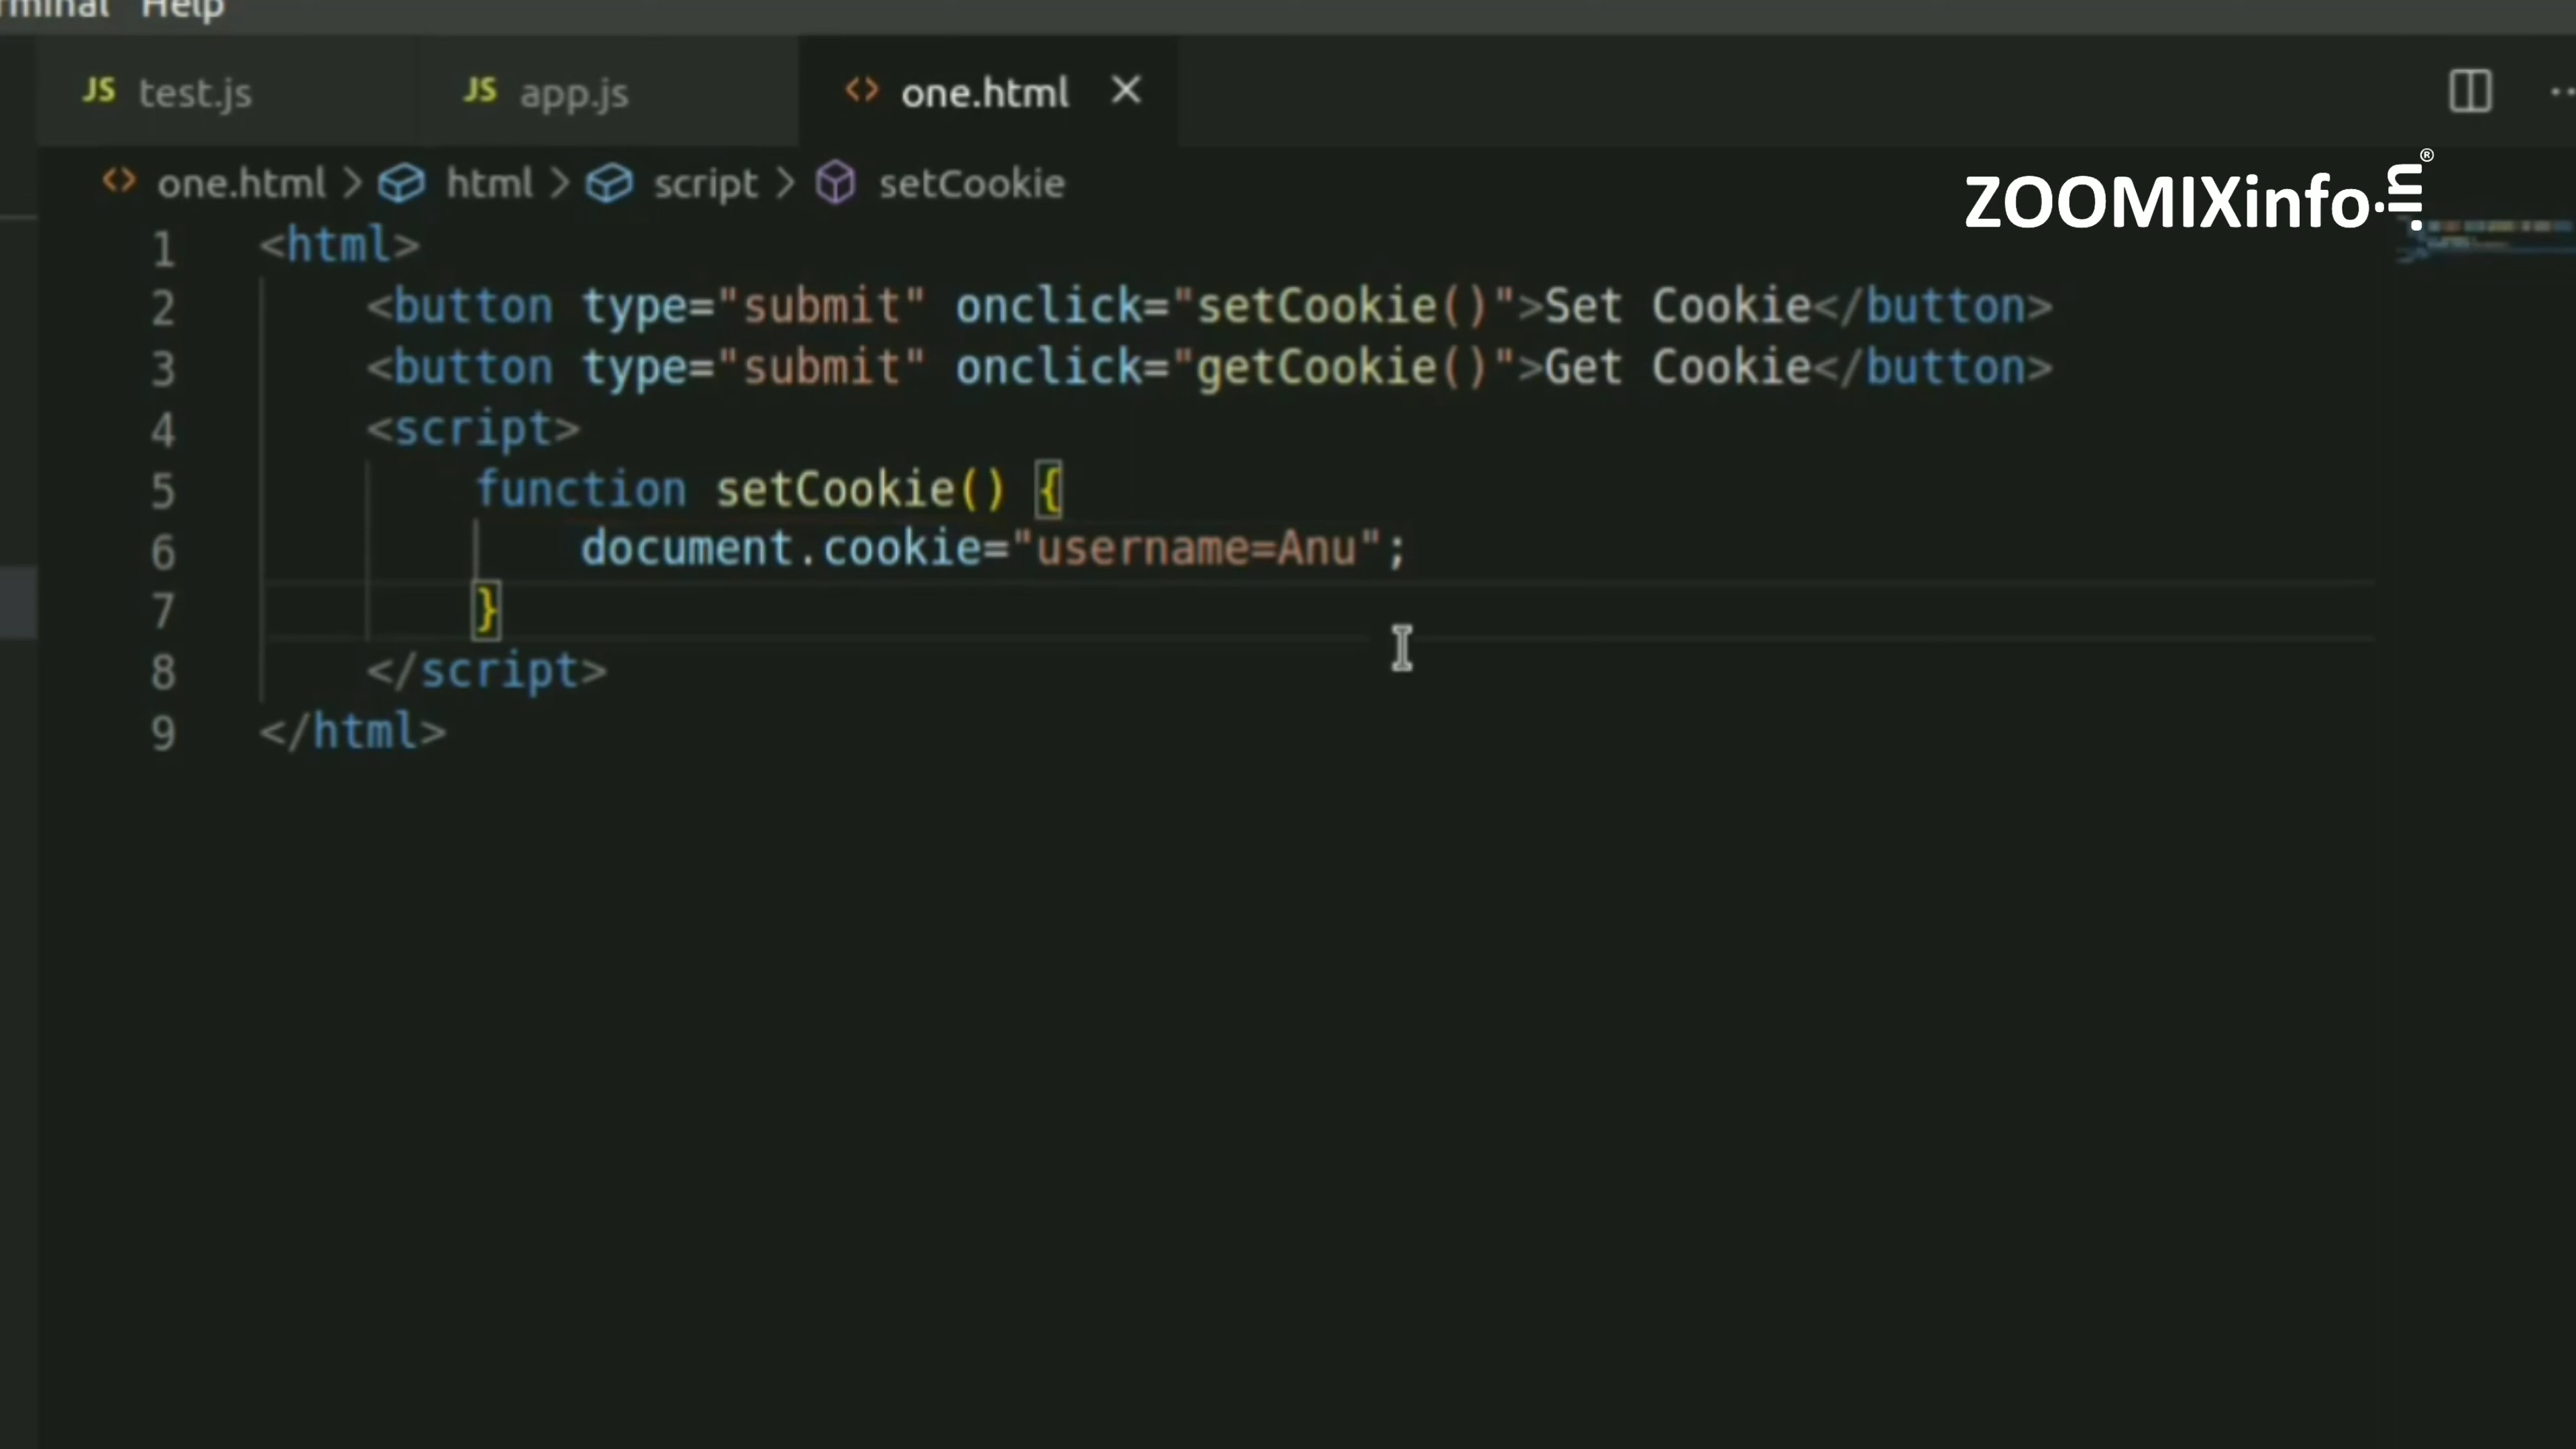 Help
JS test.js JS app.js <> one.html ×
<> one.html > html > script > setCookie
ZOOMIXinfo.in®
1 <html>
2 <button type="submit" onclick="setCookie()">Set Cookie</button>
3 <button type="submit" onclick="getCookie()">Get Cookie</button>
4 <script>
5 function setCookie() {
6 document.cookie="username=Anu";
7 }
8 </script>
9 </html>